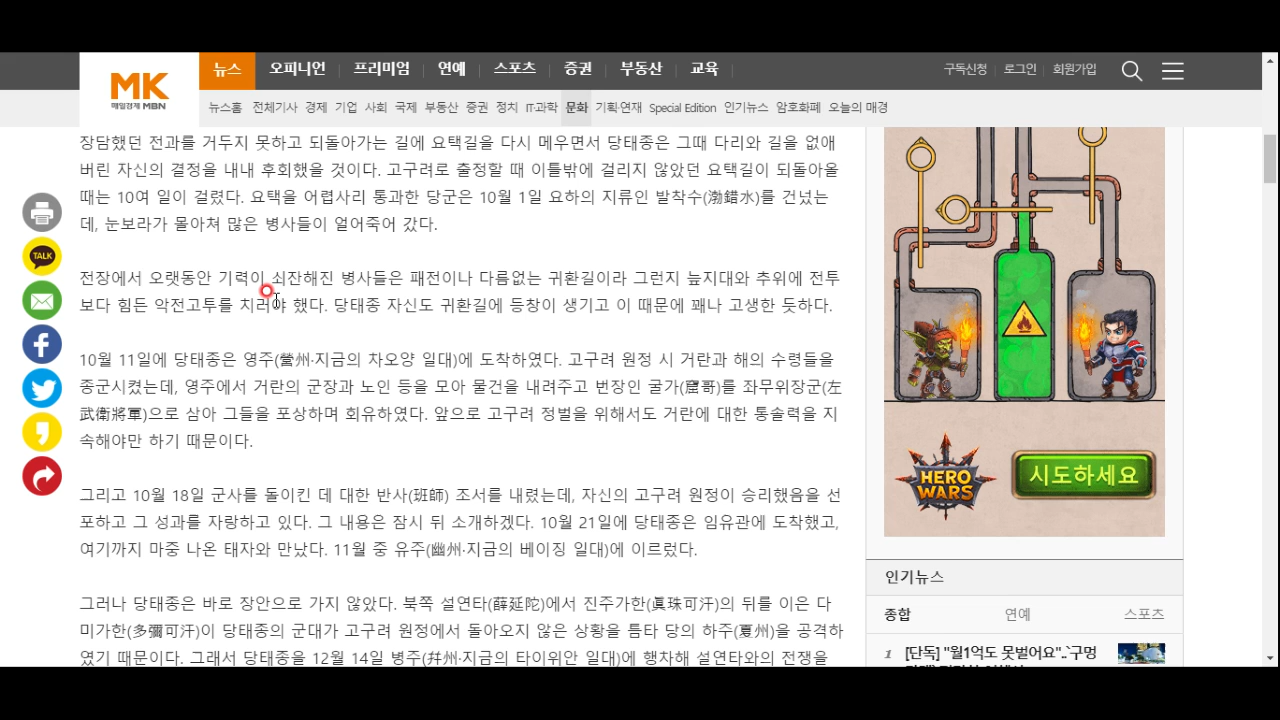 MK
매일경제 MBN
뉴스 오피니언 프리미엄 연예 스포츠 증권 부동산 교육
구독신청 로그인 회원가입
뉴스홈 전체기사 경제 기업 사회 국제 부동산 증권 정치 IT·과학 문화 기획·연재 Special Edition 인기뉴스 암호화폐 오늘의 매경
장담했던 전과를 거두지 못하고 되돌아가는 길에 요택길을 다시 메우면서 당태종은 그때 다리와 길을 없애
버린 자신의 결정을 내내 후회했을 것이다. 고구려로 출정할 때 이틀밖에 걸리지 않았던 요택길이 되돌아올
때는 10여 일이 걸렸다. 요택을 어렵사리 통과한 당군은 10월 1일 요하의 지류인 발착수(渤錯水)를 건넜는
데, 눈보라가 몰아쳐 많은 병사들이 얼어죽어 갔다.
전장에서 오랫동안 기력이 쇠잔해진 병사들은 패전이나 다름없는 귀환길이라 그런지 늪지대와 추위에 전투
보다 힘든 악전고투를 치러야 했다. 당태종 자신도 귀환길에 등창이 생기고 이 때문에 꽤나 고생한 듯하다.
10월 11일에 당태종은 영주(營州·지금의 차오양 일대)에 도착하였다. 고구려 원정 시 거란과 해의 수령들을
종군시켰는데, 영주에서 거란의 군장과 노인 등을 모아 물건을 내려주고 번장인 굴가(窟哥)를 좌무위장군(左
武衛將軍)으로 삼아 그들을 포상하며 회유하였다. 앞으로 고구려 정벌을 위해서도 거란에 대한 통솔력을 지
속해야만 하기 때문이다.
그리고 10월 18일 군사를 돌이킨 데 대한 반사(班師) 조서를 내렸는데, 자신의 고구려 원정이 승리했음을 선
포하고 그 성과를 자랑하고 있다. 그 내용은 잠시 뒤 소개하겠다. 10월 21일에 당태종은 임유관에 도착했고,
여기까지 마중 나온 태자와 만났다. 11월 중 유주(幽州·지금의 베이징 일대)에 이르렀다.
그러나 당태종은 바로 장안으로 가지 않았다. 북쪽 설연타(薛延陀)에서 진주가한(眞珠可汗)의 뒤를 이은 다
미가한(多彌可汗)이 당태종의 군대가 고구려 원정에서 돌아오지 않은 상황을 틈타 당의 하주(夏州)을 공격하
였기 때문이다. 그래서 당태종을 12월 14일 병주(幷州·지금의 타이위안 일대)에 행차해 설연타와의 전쟁을
TALK
HERO
WARS
시도하세요
인기뉴스
종합 연예 스포츠
1 [단독] "월1억도 못벌어요"..`구멍